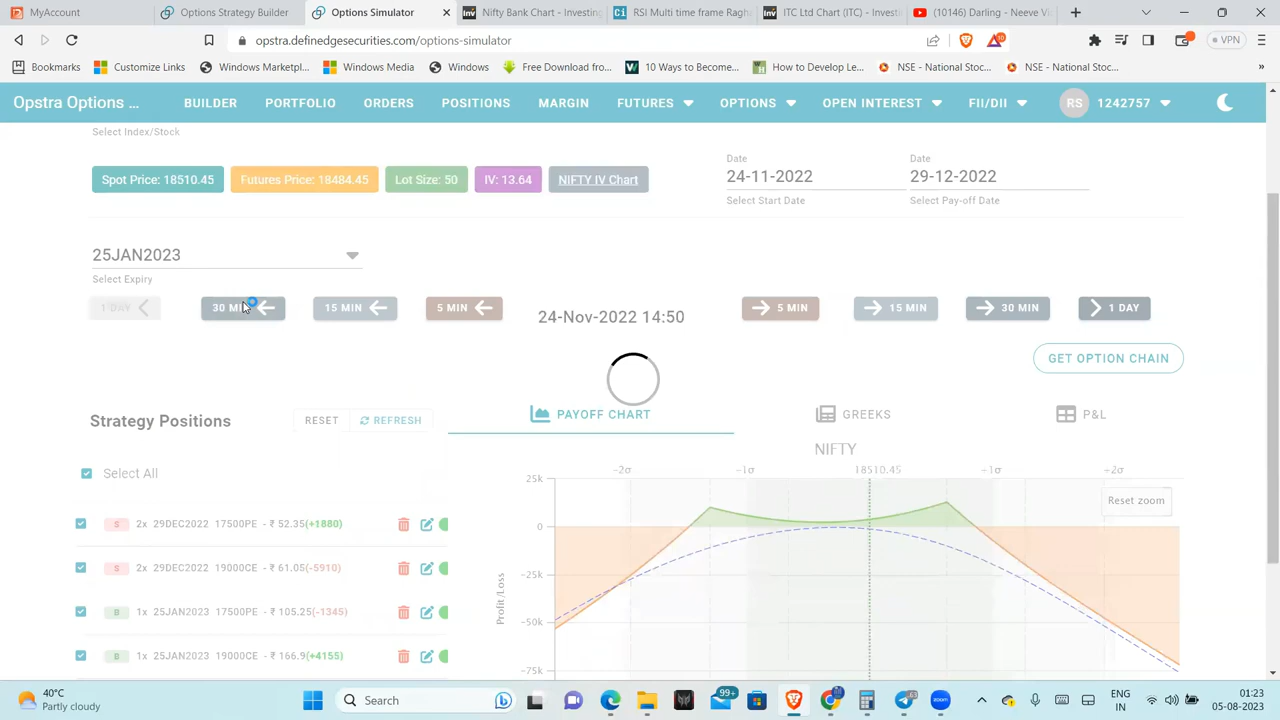 MyAccount
Options Strategy Builder
Options Simulator
Nifty Bank Chart - Investing
RSI Multi time frame Ragh
ITC Ltd Chart (ITC) - Investi
(10146) Darling - Neeve Vi
opstra.definedgesecurities.com/options-simulator
10
VPN
Bookmarks
Customize Links
Windows Marketpl...
Windows Media
Windows
Free Download fro...
10 Ways to Become...
How to Develop Le...
NSE - National Stoc...
NSE - National Stoc...
Opstra Options ...
BUILDER
PORTFOLIO
ORDERS
POSITIONS
MARGIN
FUTURES
OPTIONS
OPEN INTEREST
FII/DII
RS
1242757
Select Index/Stock
Spot Price: 18510.45
Futures Price: 18484.45
Lot Size: 50
IV: 13.64
NIFTY IV Chart
Date
24-11-2022
Select Start Date
Date
29-12-2022
Select Pay-off Date
25JAN2023
Select Expiry
1 DAY
30 MIN
15 MIN
5 MIN
24-Nov-2022 14:50
5 MIN
15 MIN
30 MIN
1 DAY
GET OPTION CHAIN
Strategy Positions
RESET
REFRESH
PAYOFF CHART
GREEKS
P&L
Select All
S 2x 29DEC2022 17500PE - ₹ 52.35(+1880)
S 2x 29DEC2022 19000CE - ₹ 61.05(-5910)
B 1x 25JAN2023 17500PE - ₹ 105.25(-1345)
B 1x 25JAN2023 19000CE - ₹ 166.9(+4155)
NIFTY
-2σ
-1σ
18510.45
+1σ
+2σ
Reset zoom
25k
0
-25k
-50k
-75k
Profit/Loss
40°C
Partly cloudy
Search
99+
ENG
IN
01:23
05-08-2023
zoom